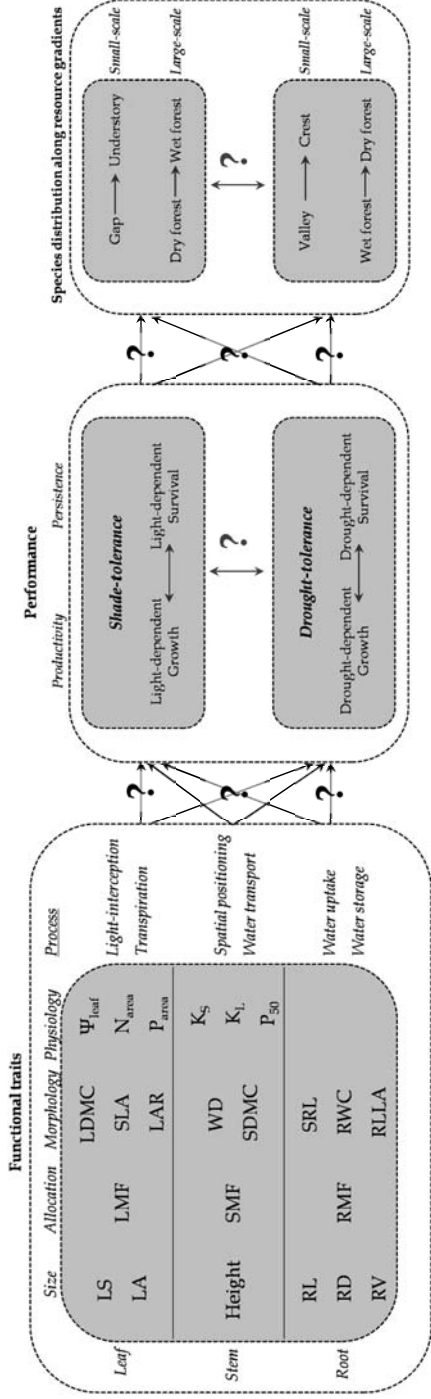 Functional traits
Size Allocation Morphology Physiology Process
Leaf
LS LMF LDMC Ψleaf Light-interception
LA SLA Narea Transpiration
LAR Parea
Stem
Height SMF WD KS Spatial positioning
SDMC KL Water transport
P50
Root
RL RMF SRL Water uptake
RD RWC Water storage
RV RLLA
?
?
?
Performance
Productivity Persistence
Shade-tolerance
Light-dependent Light-dependent
Growth Survival
?
Drought-tolerance
Drought-dependent Drought-dependent
Growth Survival
?
?
?
Species distribution along resource gradients
Gap Understory Small-scale
Dry forest Wet forest Large-scale
?
Valley Crest Small-scale
Wet forest Dry forest Large-scale